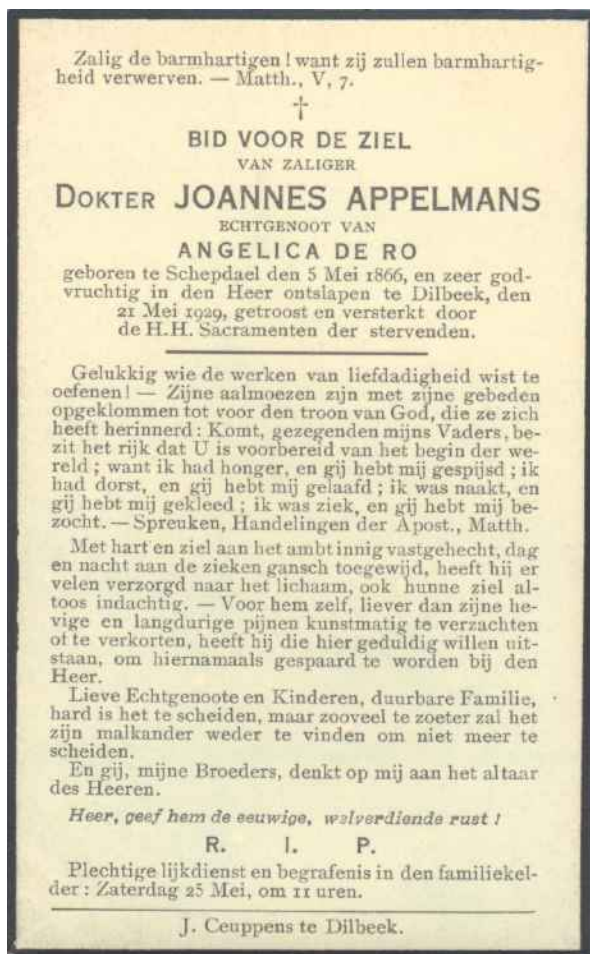 Zalig de barmhartigen ! want zij zullen barmhartig-
heid verwerven. — Matth., V, 7.
†
BID VOOR DE ZIEL
VAN ZALIGER
DOKTER JOANNES APPELMANS
ECHTGENOOT VAN
ANGELICA DE RO
geboren te Schepdael den 5 Mei 1866, en zeer god-
vruchtig in den Heer ontslapen te Dilbeek, den
21 Mei 1929, getroost en versterkt door
de H.H. Sacramenten der stervenden.
Gelukkig wie de werken van liefdadigheid wist te
oefenen! — Zijne aalmoezen zijn met zijne gebeden
opgeklommen tot voor den troon van God, die ze zich
heeft herinnerd : Komt, gezegenden mijns Vaders, be-
zit het rijk dat U is voorbereid van het begin der we-
reld ; want ik had honger, en gij hebt mij gespijsd ; ik
had dorst, en gij hebt mij gelaafd ; ik was naakt, en
gij hebt mij gekleed ; ik was ziek, en gij hebt mij be-
zocht. — Spreuken, Handelingen der Apost., Matth.
Met hart en ziel aan het ambt innig vastgehecht, dag
en nacht aan de zieken gansch toegewijd, heeft hij er
velen verzorgd naar het lichaam, ook hunne ziel al-
toos indachtig. — Voor hem zelf, liever dan zijne he-
vige en langdurige pijnen kunstmatig te verzachten
of te verkorten, heeft hij die hier geduldig willen uit-
staan, om hiernamaals gespaard te worden bij den
Heer.
Lieve Echtgenoote en Kinderen, duurbare Familie,
hard is het te scheiden, maar zooveel te zoeter zal het
zijn malkander weder te vinden om niet meer te
scheiden.
En gij, mijne Broeders, denkt op mij aan het altaar
des Heeren.
Heer, geef hem de eeuwige, welverdiende rust !
R. I. P.
Plechtige lijkdienst en begrafenis in den familiekel-
der : Zaterdag 25 Mei, om 11 uren.
J. Ceuppens te Dilbeek.